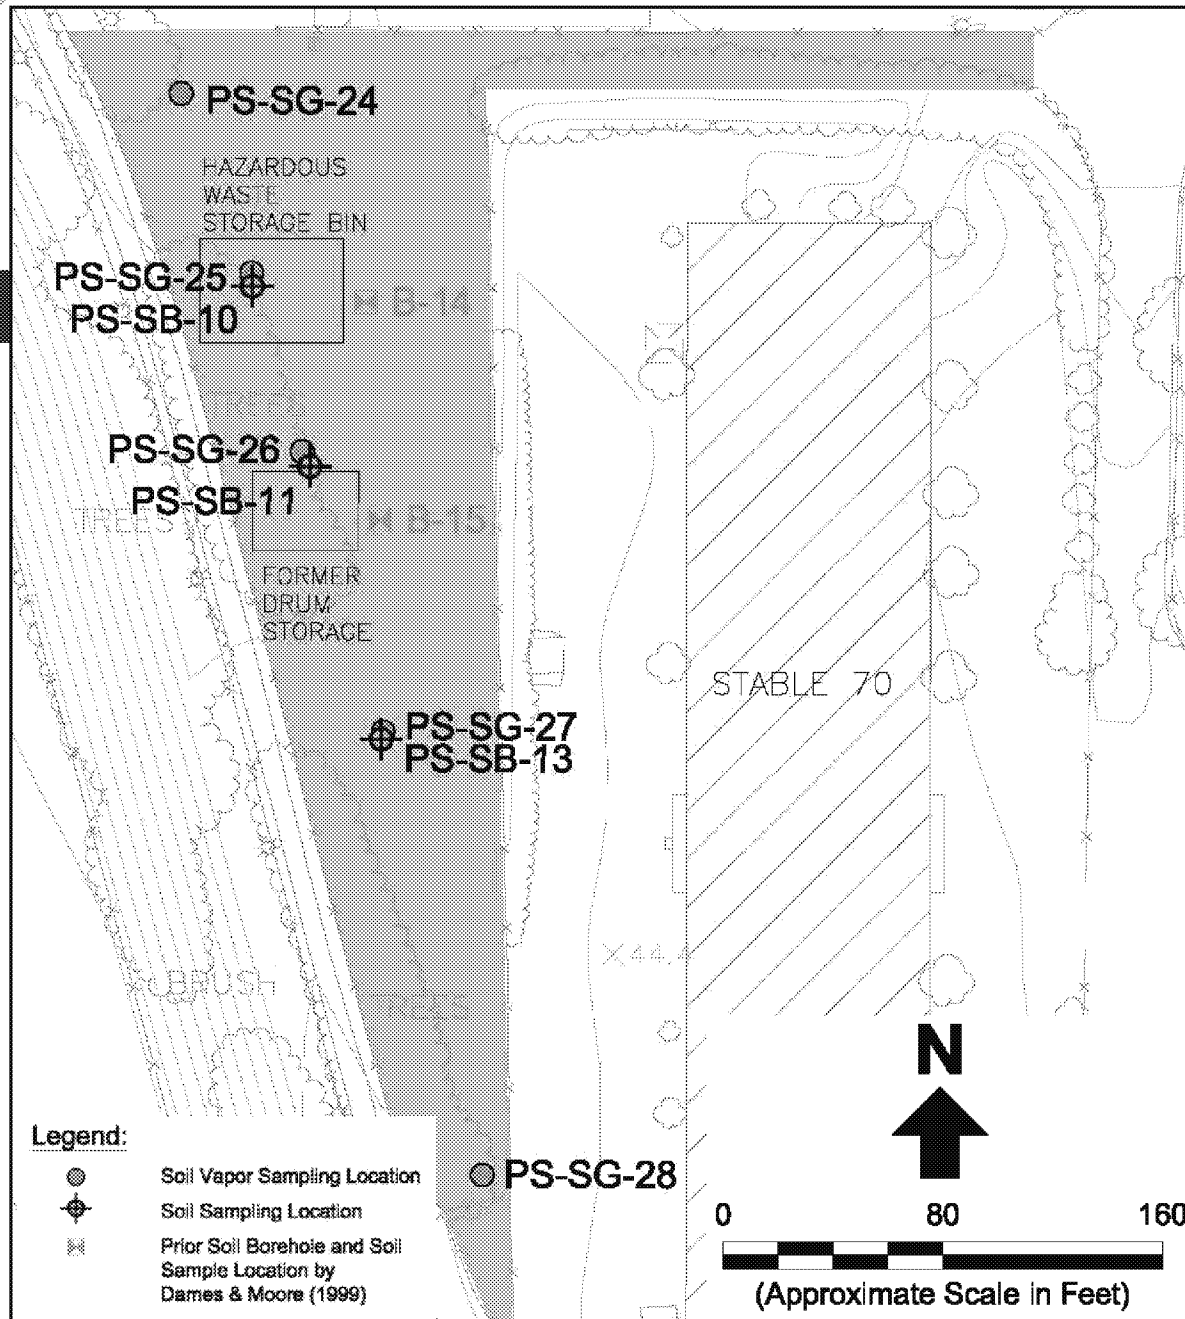 PS-SG-24
HAZARDOUS
WASTE
STORAGE BIN
PS-SG-25
PS-SB-10
B-14
TREES
PS-SG-26
PS-SB-11
TREES
B-15
FORMER
DRUM
STORAGE
STABLE 70
PS-SG-27
PS-SB-13
X44.4
BRUSH
TREES
N
Legend:
Soil Vapor Sampling Location
Soil Sampling Location
Prior Soil Borehole and Soil
Sample Location by
Dames & Moore (1999)
PS-SG-28
0 80 160
(Approximate Scale in Feet)